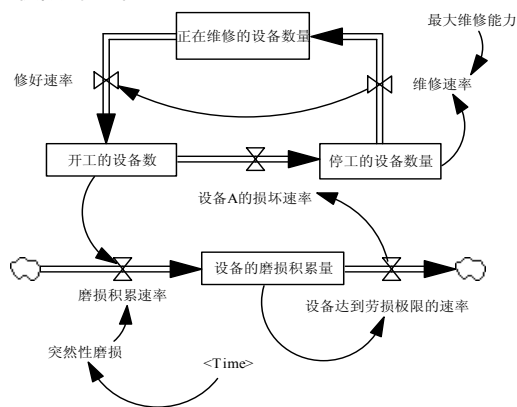 最大维修能力
正在维修的设备数量
修好速率
维修速率
开工的设备数
停工的设备数量
设备A的损坏速率
设备的磨损积累量
磨损积累速率
设备达到劳损极限的速率
突然性磨损
<Time>